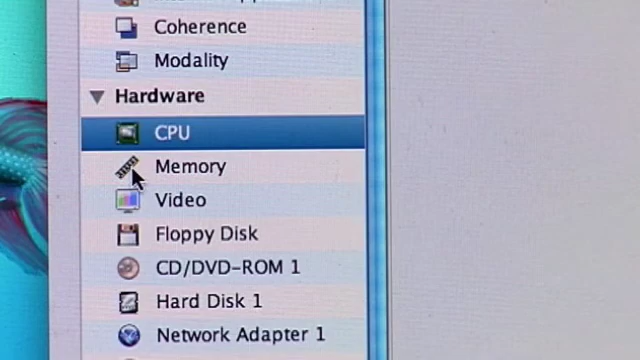 Coherence
Modality
Hardware
CPU
Memory
Video
Floppy Disk
CD/DVD-ROM 1
Hard Disk 1
Network Adapter 1